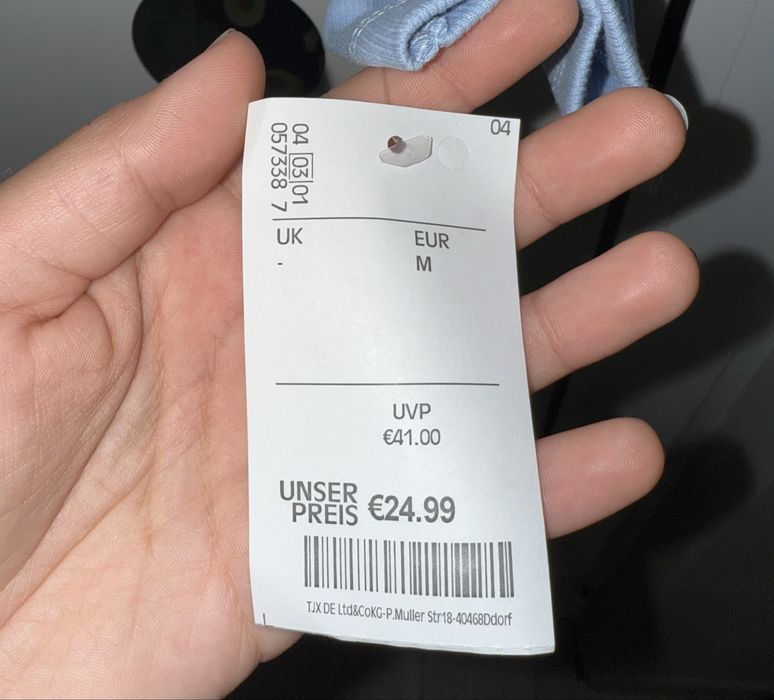 04
04 03 01
057338 7
UK EUR
- M
UVP
€41.00
UNSER
PREIS €24.99
TJX DE Ltd&CoKG-P.Muller Str18-40468Ddorf